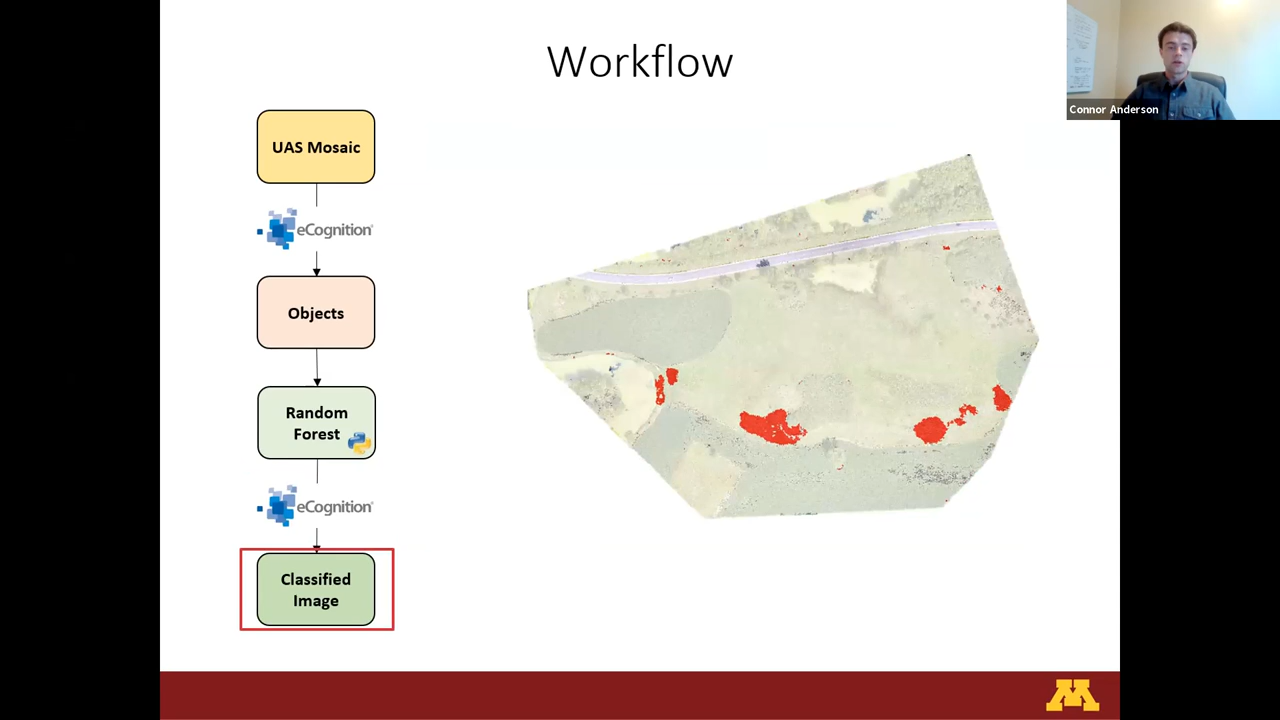 Workflow
Connor Anderson
UAS Mosaic
eCognition
Objects
Random
Forest
eCognition
Classified
Image
M